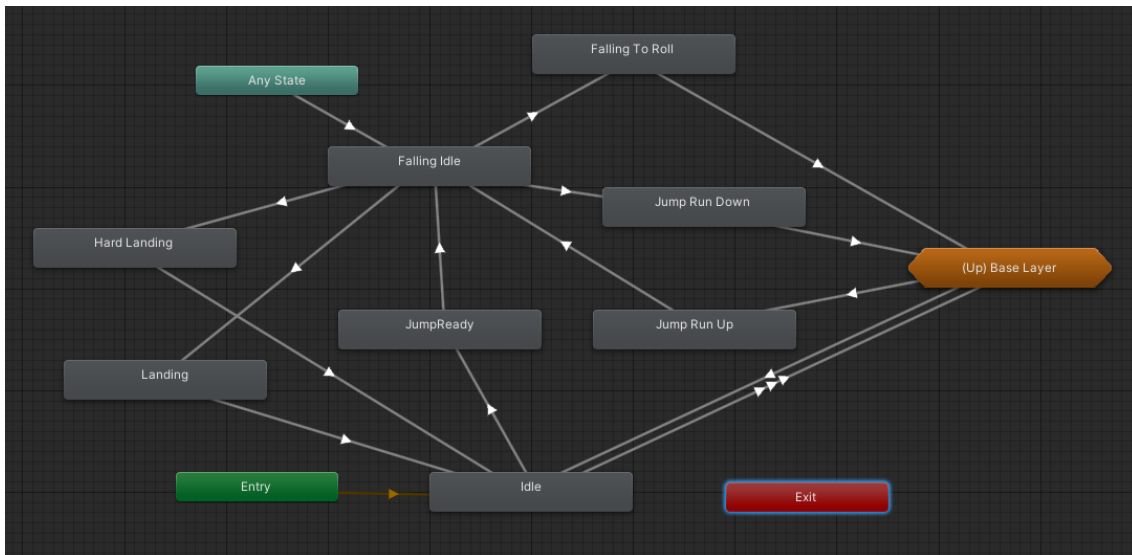 Falling To Roll
Any State
Falling Idle
Jump Run Down
Hard Landing
(Up) Base Layer
JumpReady
Jump Run Up
Landing
Entry
Idle
Exit